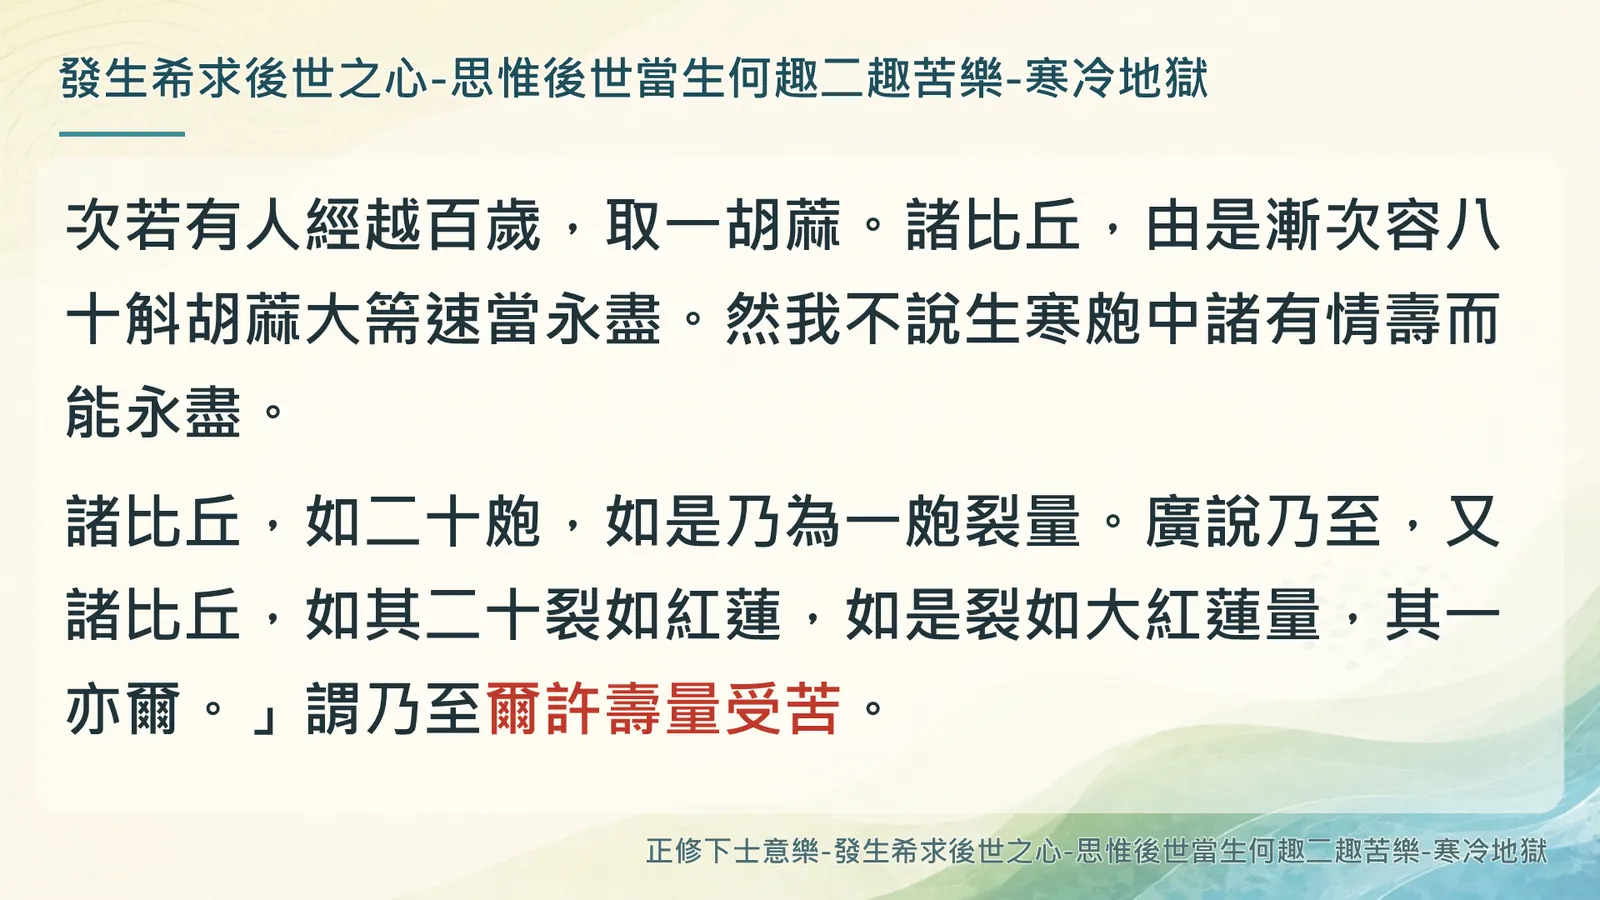 發生希求後世之心-思惟後世當生何趣二趣苦樂-寒冷地獄
次若有人經越百歲，取一胡蔴。諸比丘，由是漸次容八
十斛胡蔴大篅速當永盡。然我不說生寒皰中諸有情壽而
能永盡。
諸比丘，如二十皰，如是乃為一皰裂量。廣說乃至，又
諸比丘，如其二十裂如紅蓮，如是裂如大紅蓮量，其一
亦爾。」謂乃至爾許壽量受苦。
正修下士意樂-發生希求後世之心-思惟後世當生何趣二趣苦樂-寒冷地獄